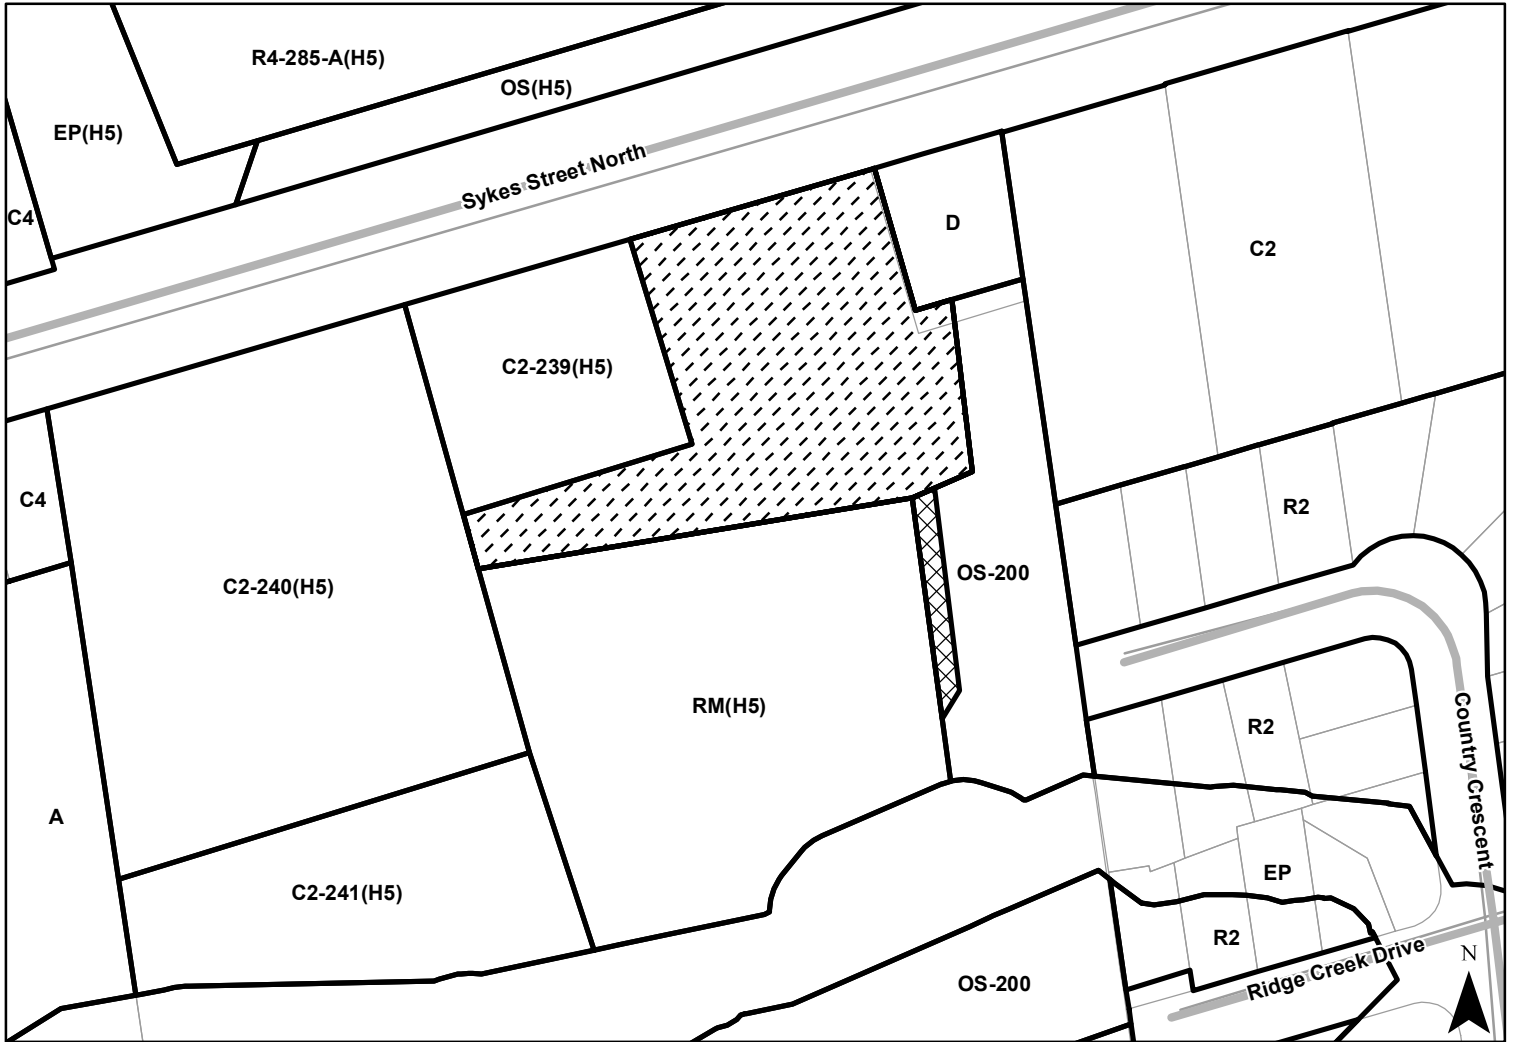 R4-285-A(H5)
OS(H5)
EP(H5)
Sykes Street North
C4
D
C2
C2-239(H5)
C4
R2
OS-200
C2-240(H5)
RM(H5)
R2
Country Crescent
A
EP
C2-241(H5)
R2
N
Ridge Creek Drive
OS-200